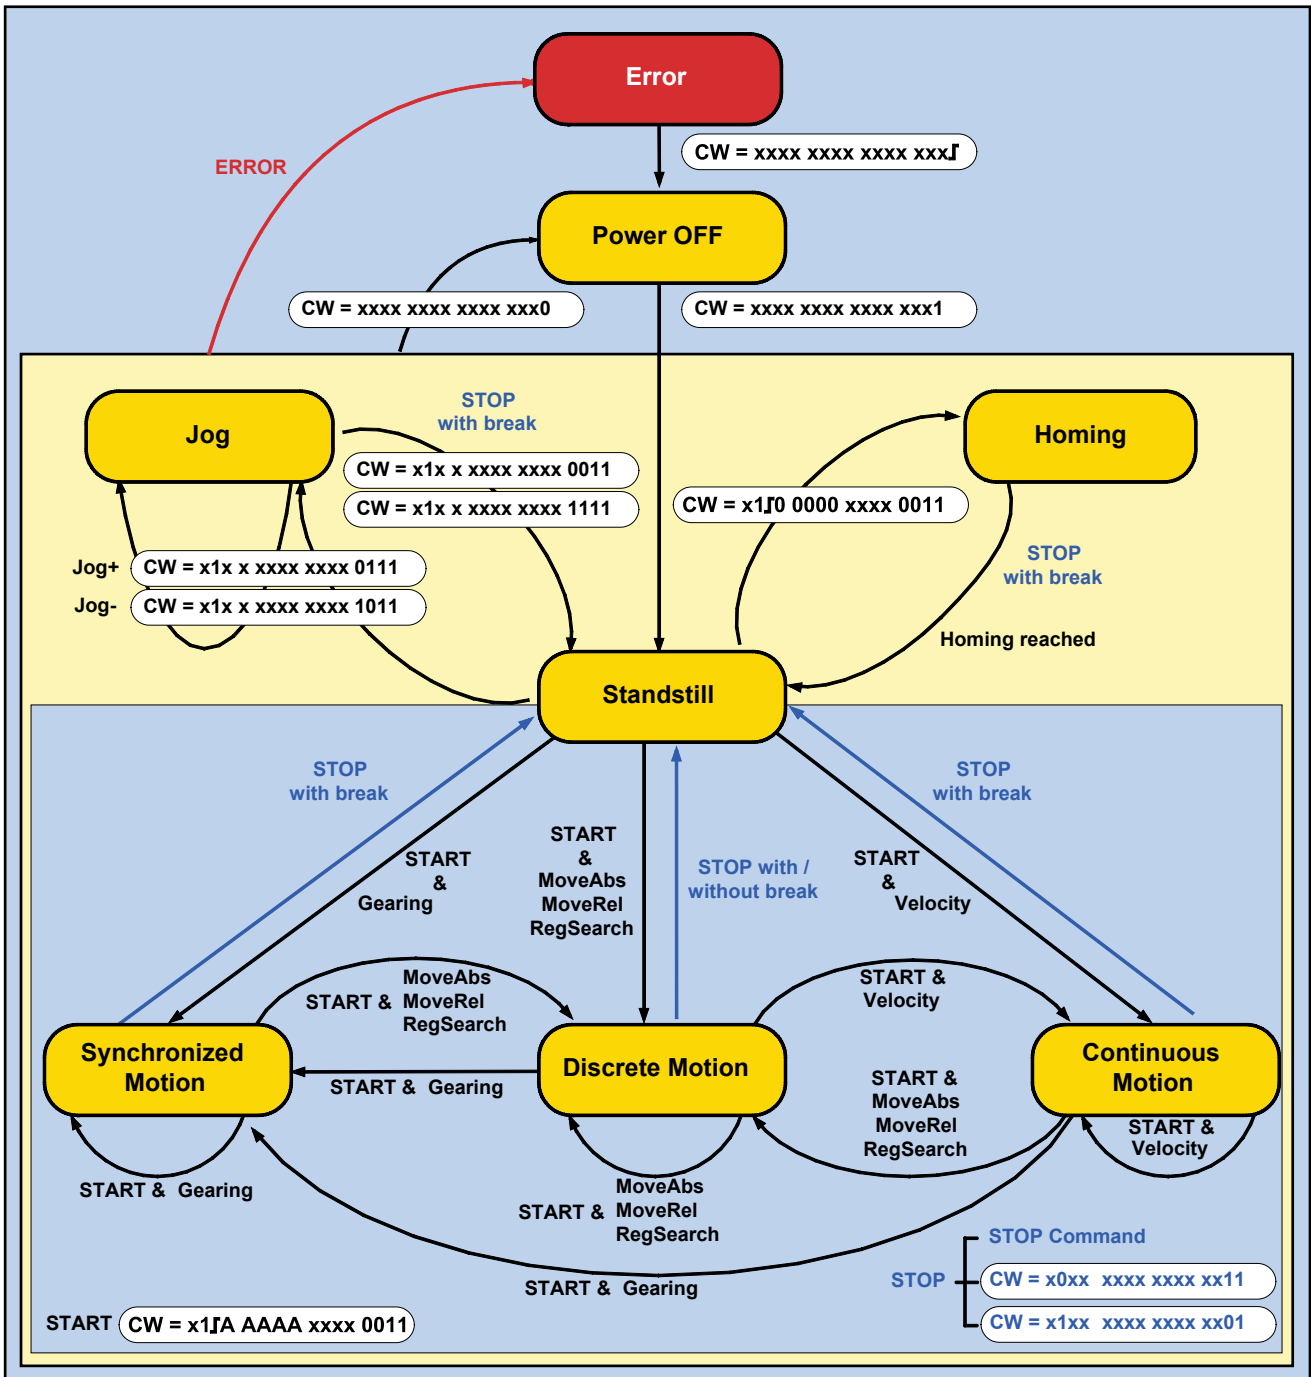 Error
CW = xxxx xxxx xxxx xxx⎍
ERROR
Power OFF
CW = xxxx xxxx xxxx xxx0
CW = xxxx xxxx xxxx xxx1
Jog
STOP
with break
Homing
CW = x1x x xxxx xxxx 0011
CW = x1x x xxxx xxxx 1111
CW = x1⎍0 0000 xxxx 0011
Jog+ CW = x1x x xxxx xxxx 0111
Jog- CW = x1x x xxxx xxxx 1011
STOP
with break
Homing reached
Standstill
STOP
with break
STOP
with break
START
&
Gearing
START
&
MoveAbs
MoveRel
RegSearch
STOP with /
without break
START
&
Velocity
START & MoveAbs
MoveRel
RegSearch
START &
Velocity
Synchronized
Motion
START & Gearing
Discrete Motion
START &
MoveAbs
MoveRel
RegSearch
Continuous
Motion
START & Gearing
START & MoveAbs
MoveRel
RegSearch
START &
Velocity
START & Gearing
STOP
STOP Command
CW = x0xx xxxx xxxx xx11
CW = x1xx xxxx xxxx xx01
START CW = x1⎍A AAAA xxxx 0011